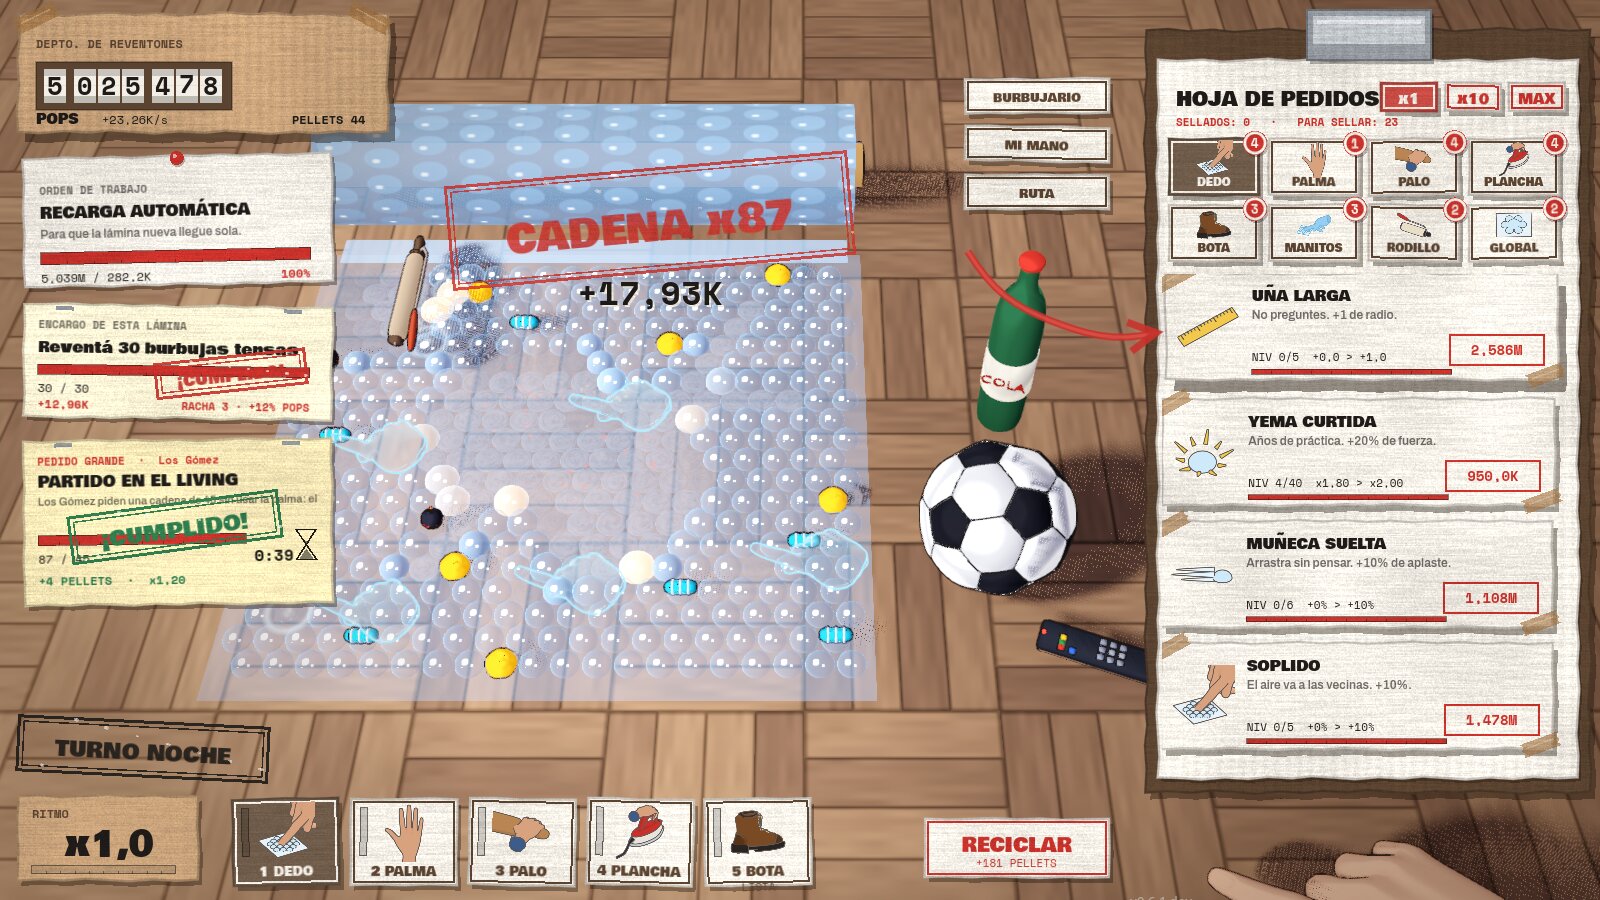 DEPTO. DE REVENTONES
5025478
POPS +23,26K/s PELLETS 44
ORDEN DE TRABAJO
RECARGA AUTOMÁTICA
Para que la lámina nueva llegue sola.
5,039M / 282.2K 100%
ENCARGO DE ESTA LÁMINA
Reventá 30 burbujas tensas
30 / 30
+12,96K RACHA 3 · +12% POPS
PEDIDO GRANDE · Los Gómez
PARTIDO EN EL LIVING
Los Gómez piden una cadena de
87 /
¡CUMPLIDO!
0:39
+4 PELLETS · x1,20
TURNO NOCHE
RITMO
x1,0
CADENA x87
+17,93K
COLA
1 DEDO
2 PALMA
3 PALO
4 PLANCHA
5 BOTA
RECICLAR
+181 PELLETS
BURBUJARIO
MI MANO
RUTA
HOJA DE PEDIDOS x1 x10 MAX
SELLADOS: 0 · PARA SELLAR: 23
DEDO 4
PALMA 1
PALO 4
PLANCHA 4
BOTA 3
MANITOS 3
RODILLO 2
GLOBAL 2
UÑA LARGA
No preguntes. +1 de radio.
NIV 0/5 +0,0 > +1,0
2,586M
YEMA CURTIDA
Años de práctica. +20% de fuerza.
NIV 4/40 x1,80 > x2,00
950,0K
MUÑECA SUELTA
Arrastra sin pensar. +10% de aplaste.
NIV 0/6 +0% > +10%
1,108M
SOPLIDO
El aire va a las vecinas. +10%.
NIV 0/5 +0% > +10%
1,478M